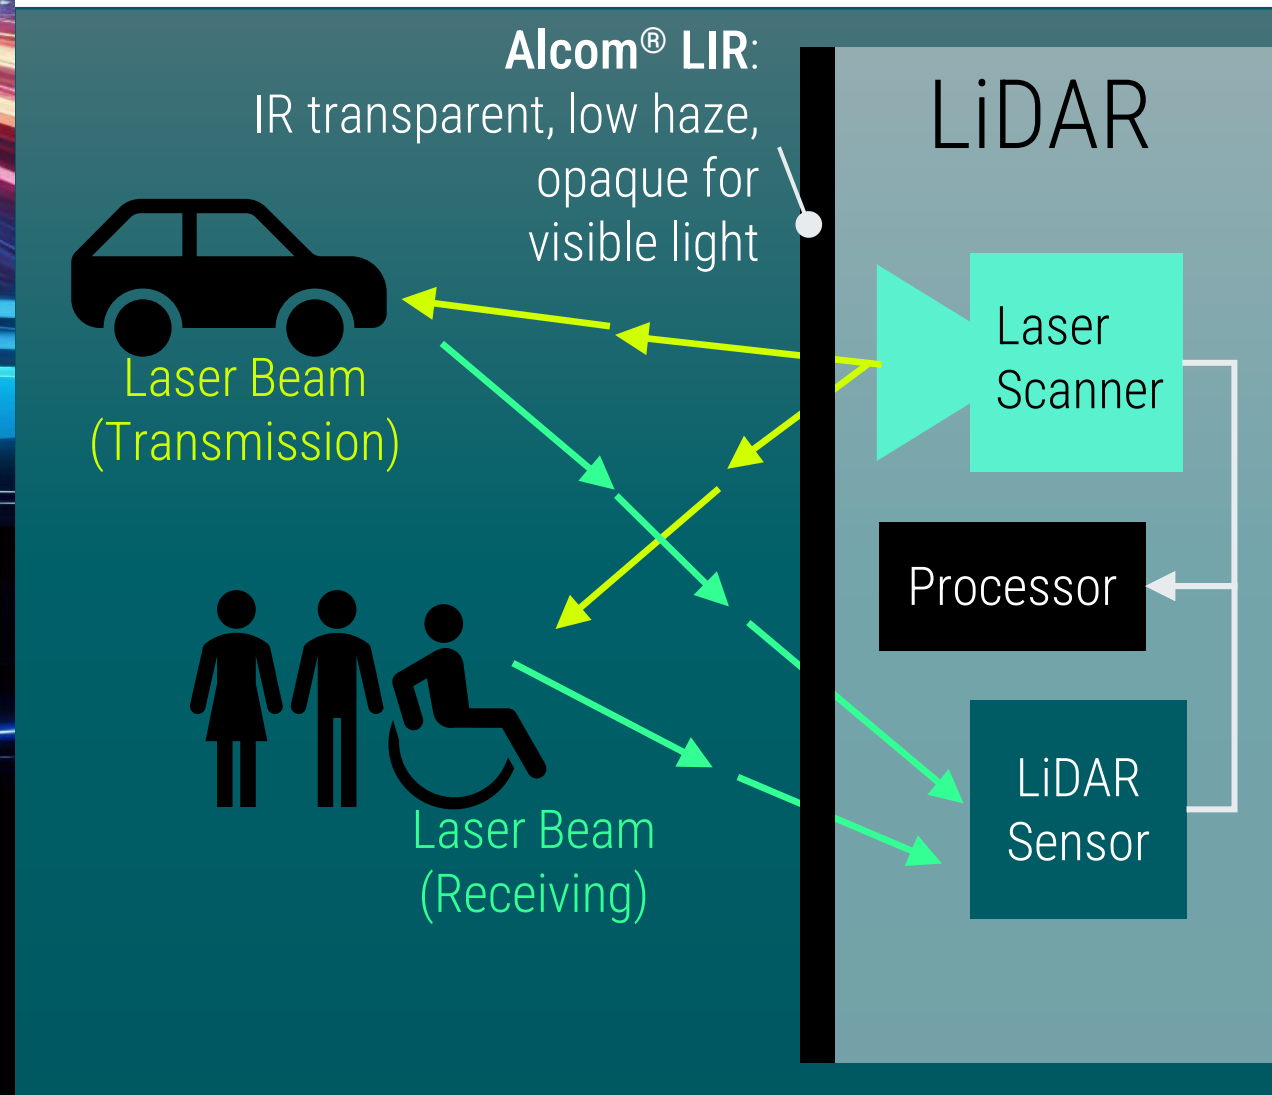 Alcom® LIR:
IR transparent, low haze,
opaque for
visible light
LiDAR
Laser
Scanner
Laser Beam
(Transmission)
Processor
LiDAR
Sensor
Laser Beam
(Receiving)